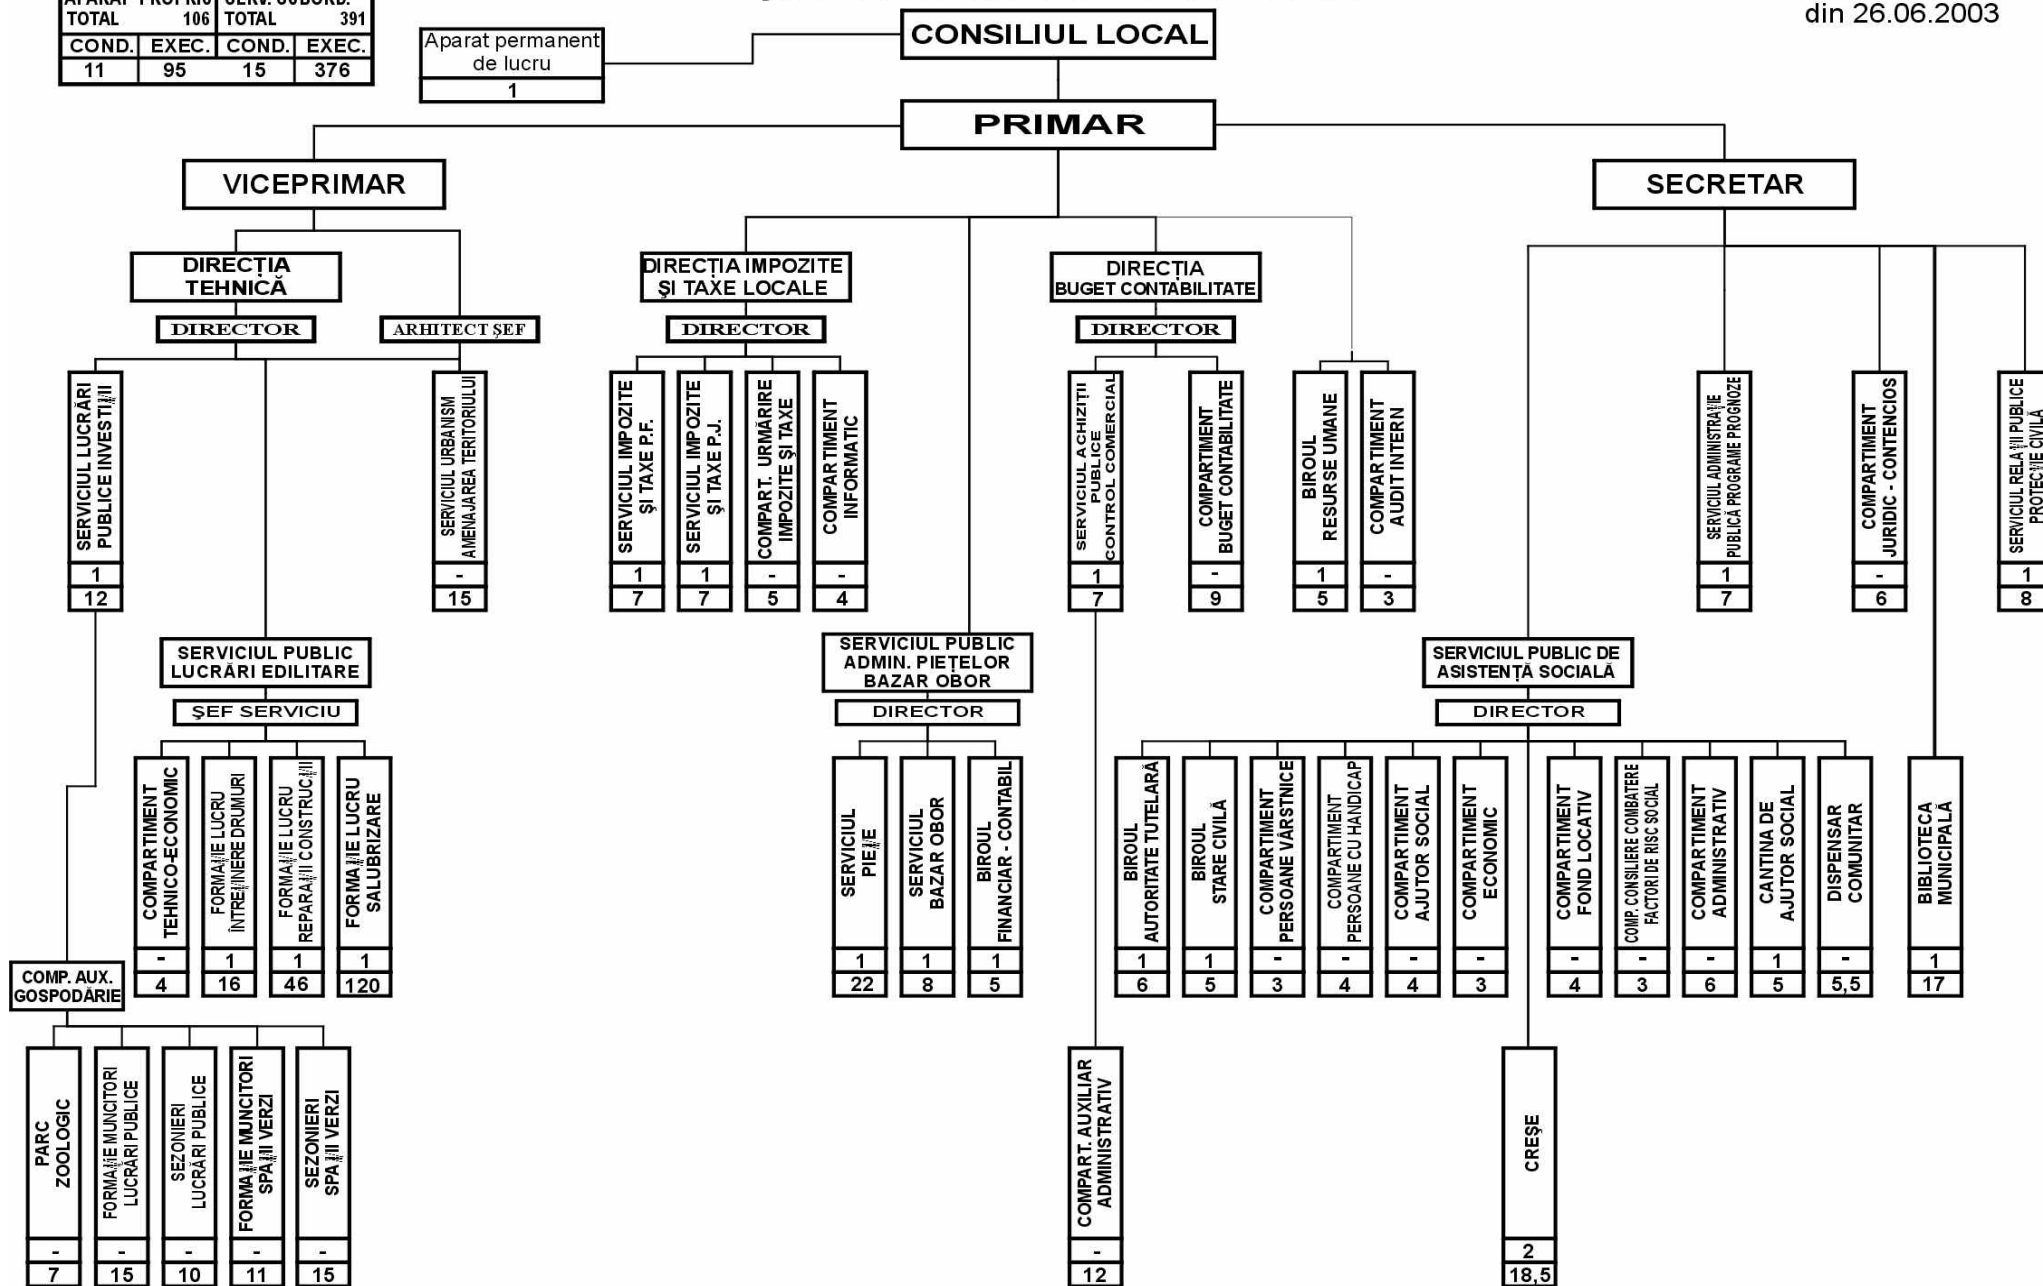 TOTAL 106 TOTAL 391
COND. EXEC. COND. EXEC.
11 95 15 376
din 26.06.2003
Aparat permanent
de lucru
1
CONSILIUL LOCAL
PRIMAR
VICEPRIMAR
SECRETAR
DIRECȚIA
TEHNICĂ
DIRECTOR
ARHITECT ŞEF
DIRECȚIA IMPOZITE
ŞI TAXE LOCALE
DIRECTOR
DIRECȚIA
BUGET CONTABILITATE
DIRECTOR
SERVICIUL LUCRĂRI
PUBLICE INVESTIȚII
1
12
SERVICIUL URBANISM
AMENAJAREA TERITORIULUI
-
15
SERVICIUL IMPOZITE
ŞI TAXE P.F.
1
7
SERVICIUL IMPOZITE
ŞI TAXE P.J.
1
7
COMPART. URMĂRIRE
IMPOZITE ŞI TAXE
-
5
COMPARTIMENT
INFORMATIC
-
4
SERVICIUL ACHIZIȚII
PUBLICE
CONTROL COMERCIAL
1
7
COMPARTIMENT
BUGET CONTABILITATE
-
9
BIROUL
RESURSE UMANE
1
5
COMPARTIMENT
AUDIT INTERN
-
3
SERVICIUL ADMINISTRAȚIE
PUBLICĂ PROGRAME PROGNOZE
1
7
COMPARTIMENT
JURIDIC - CONTENCIOS
-
6
SERVICIUL RELAȚII PUBLICE
PROTECȚIE CIVILĂ
1
8
SERVICIUL PUBLIC
LUCRĂRI EDILITARE
ŞEF SERVICIU
SERVICIUL PUBLIC
ADMIN. PIEȚELOR
BAZAR OBOR
DIRECTOR
SERVICIUL PUBLIC DE
ASISTENȚĂ SOCIALĂ
DIRECTOR
COMPARTIMENT
TEHNICO-ECONOMIC
-
4
FORMAȚIE LUCRU
ÎNTREȚINERE DRUMURI
1
16
FORMAȚIE LUCRU
REPARAȚII CONSTRUCȚII
1
46
FORMAȚIE LUCRU
SALUBRIZARE
1
120
SERVICIUL
PIEȚE
1
22
SERVICIUL
BAZAR OBOR
1
8
BIROUL
FINANCIAR - CONTABIL
1
5
BIROUL
AUTORITATE TUTELARĂ
1
6
BIROUL
STARE CIVILĂ
1
5
COMPARTIMENT
PERSOANE VÂRSTNICE
-
3
COMPARTIMENT
PERSOANE CU HANDICAP
-
4
COMPARTIMENT
AJUTOR SOCIAL
-
4
COMPARTIMENT
ECONOMIC
-
3
COMPARTIMENT
FOND LOCATIV
-
4
COMP. CONSILIERE COMBATERE
FACTORI DE RISC SOCIAL
-
3
COMPARTIMENT
ADMINISTRATIV
-
6
CANTINA DE
AJUTOR SOCIAL
1
5
DISPENSAR
COMUNITAR
-
5,5
BIBLIOTECA
MUNICIPALĂ
1
17
COMP. AUX.
GOSPODĂRIE
PARC
ZOOLOGIC
-
7
FORMAȚIE MUNCITORI
LUCRĂRI PUBLICE
-
15
SEZONIERI
LUCRĂRI PUBLICE
-
10
FORMAȚIE MUNCITORI
SPAȚII VERZI
-
11
SEZONIERI
SPAȚII VERZI
-
15
COMPART. AUXILIAR
ADMINISTRATIV
-
12
CREŞE
2
18,5